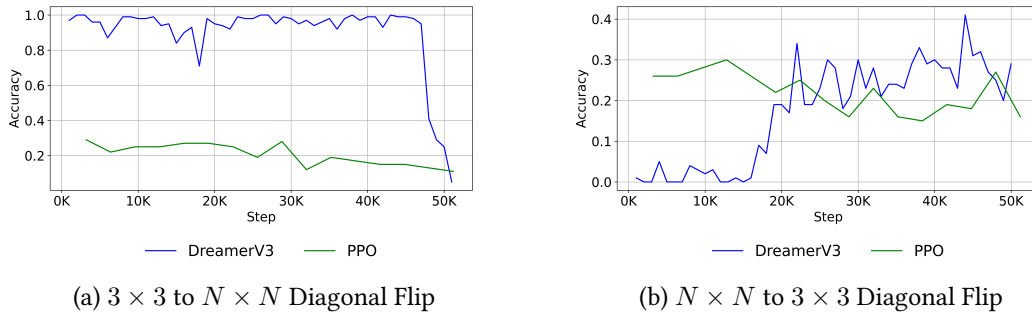 1.0
0.8
0.6
0.4
0.2
Accuracy
0K 10K 20K 30K 40K 50K
Step
DreamerV3 PPO
(a) 3 × 3 to N × N Diagonal Flip
0.4
0.3
0.2
0.1
0.0
Accuracy
0K 10K 20K 30K 40K 50K
Step
DreamerV3 PPO
(b) N × N to 3 × 3 Diagonal Flip